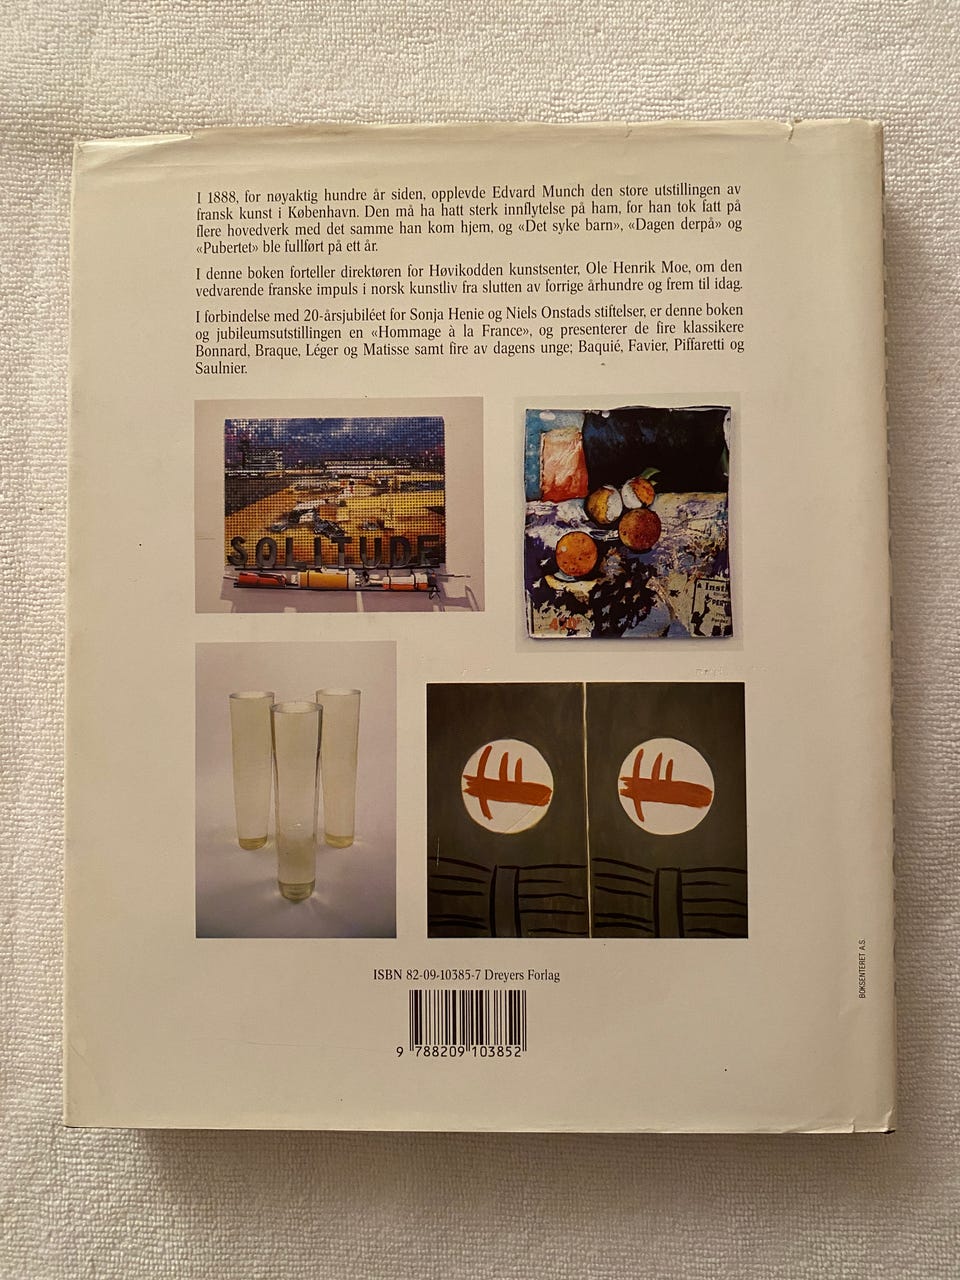 I 1888, for nøyaktig hundre år siden, opplevde Edvard Munch den store utstillingen av
fransk kunst i København. Den må ha hatt sterk innflytelse på ham, for han tok fatt på
flere hovedverk med det samme han kom hjem, og «Det syke barn», «Dagen derpå» og
«Pubertet» ble fullført på ett år.
I denne boken forteller direktøren for Høvikodden kunstsenter, Ole Henrik Moe, om den
vedvarende franske impuls i norsk kunstliv fra slutten av forrige århundre og frem til idag.
I forbindelse med 20-årsjubiléet for Sonja Henie og Niels Onstads stiftelser, er denne boken
og jubileumsutstillingen en «Hommage à la France», og presenterer de fire klassikere
Bonnard, Braque, Léger og Matisse samt fire av dagens unge; Baquié, Favier, Piffaretti og
Saulnier.
SOLITUDE
Insti
ISBN 82-09-10385-7 Dreyers Forlag
9 788209 103852
BOKSENTERET A.S.